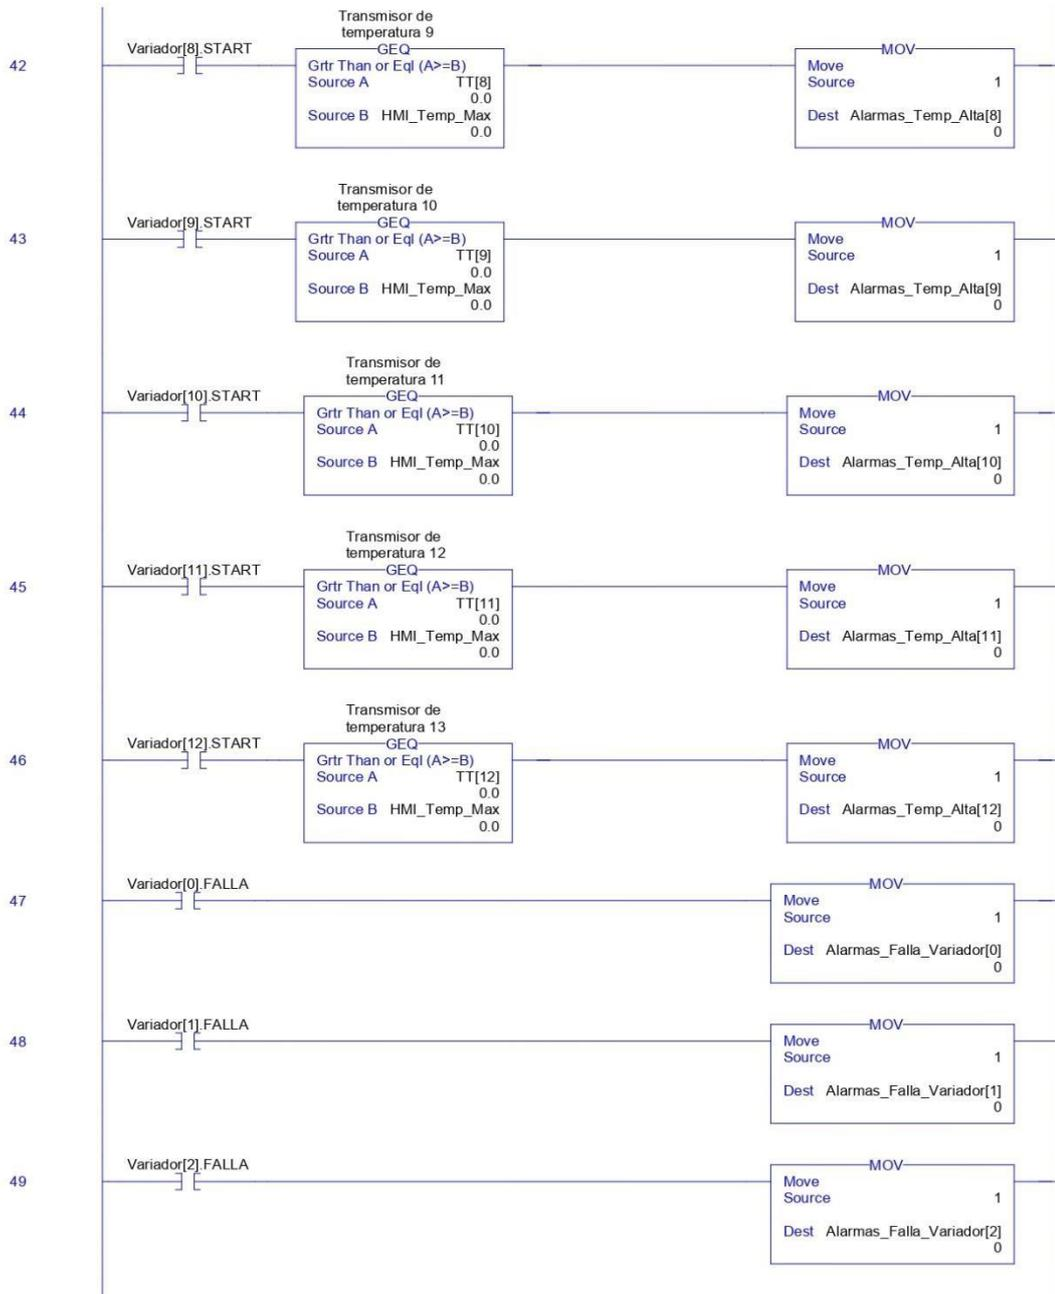 Transmisor de
temperatura 9
42
Variador[8].START
GEQ
Grtr Than or Eql (A>=B)
Source A TT[8]
0.0
Source B HMI_Temp_Max
0.0
MOV
Move
Source 1
Dest Alarmas_Temp_Alta[8]
0
Transmisor de
temperatura 10
43
Variador[9].START
GEQ
Grtr Than or Eql (A>=B)
Source A TT[9]
0.0
Source B HMI_Temp_Max
0.0
MOV
Move
Source 1
Dest Alarmas_Temp_Alta[9]
0
Transmisor de
temperatura 11
44
Variador[10].START
GEQ
Grtr Than or Eql (A>=B)
Source A TT[10]
0.0
Source B HMI_Temp_Max
0.0
MOV
Move
Source 1
Dest Alarmas_Temp_Alta[10]
0
Transmisor de
temperatura 12
45
Variador[11].START
GEQ
Grtr Than or Eql (A>=B)
Source A TT[11]
0.0
Source B HMI_Temp_Max
0.0
MOV
Move
Source 1
Dest Alarmas_Temp_Alta[11]
0
Transmisor de
temperatura 13
46
Variador[12].START
GEQ
Grtr Than or Eql (A>=B)
Source A TT[12]
0.0
Source B HMI_Temp_Max
0.0
MOV
Move
Source 1
Dest Alarmas_Temp_Alta[12]
0
47
Variador[0].FALLA
MOV
Move
Source 1
Dest Alarmas_Falla_Variador[0]
0
48
Variador[1].FALLA
MOV
Move
Source 1
Dest Alarmas_Falla_Variador[1]
0
49
Variador[2].FALLA
MOV
Move
Source 1
Dest Alarmas_Falla_Variador[2]
0